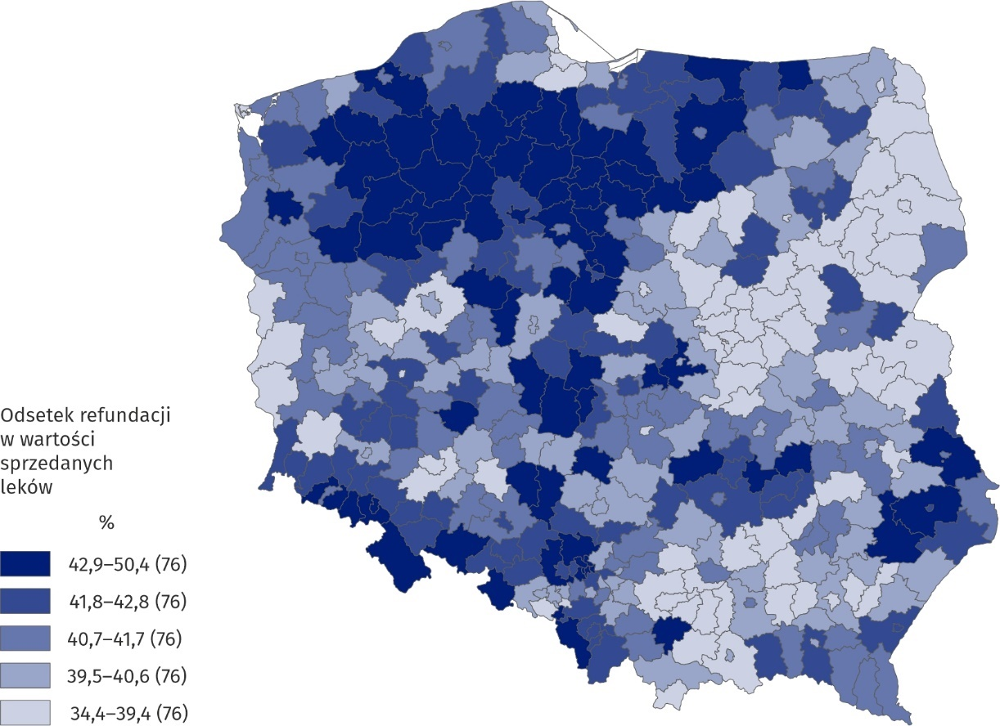 Odsetek refundacji
w wartości
sprzedanych
leków
%
42,9–50,4 (76)
41,8–42,8 (76)
40,7–41,7 (76)
39,5–40,6 (76)
34,4–39,4 (76)